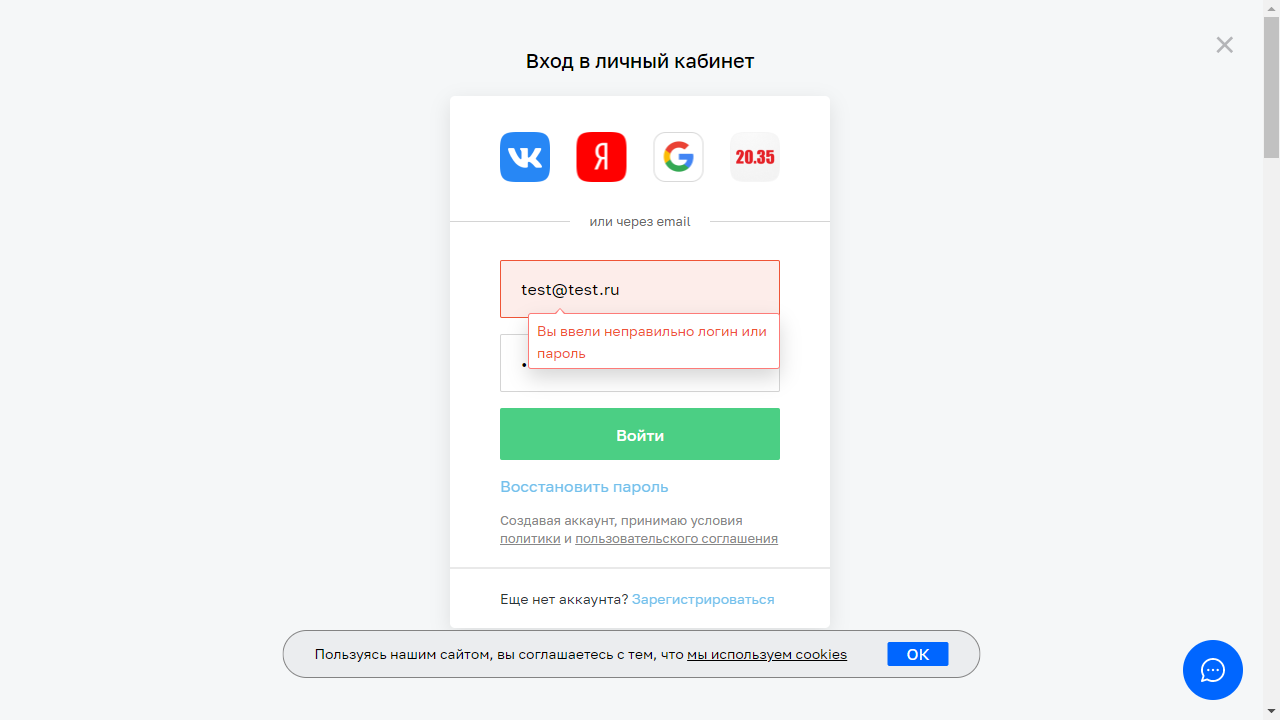 Вход в личный кабинет
20.35
или через email
test@test.ru
Вы ввели неправильно логин или
пароль
Войти
Восстановить пароль
Создавая аккаунт, принимаю условия
политики и пользовательского соглашения
Еще нет аккаунта? Зарегистрироваться
Пользуясь нашим сайтом, вы соглашаетесь с тем, что мы используем cookies
OK